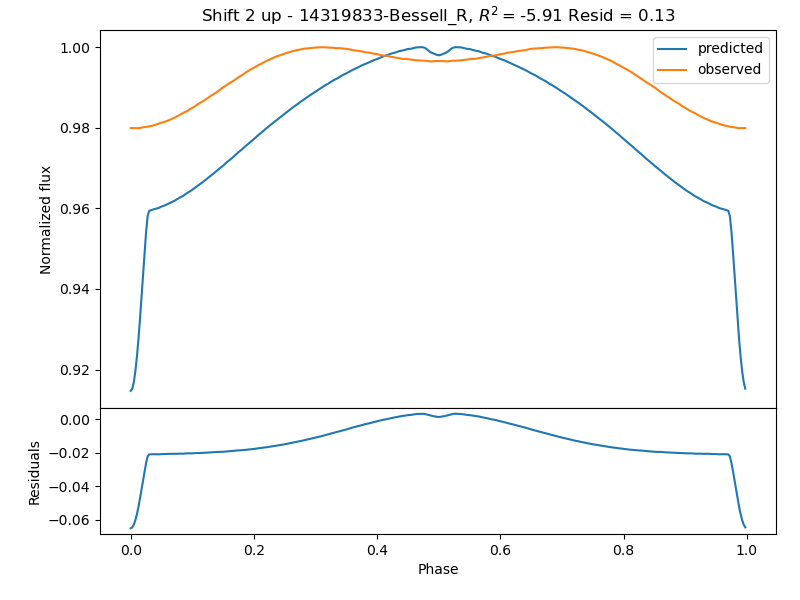 Shift 2 up - 14319833-Bessell_R, R² = -5.91 Resid = 0.13
predicted
observed
Normalized flux
1.00
0.98
0.96
0.94
0.92
Residuals
0.00
−0.02
−0.04
−0.06
0.0 0.2 0.4 0.6 0.8 1.0
Phase